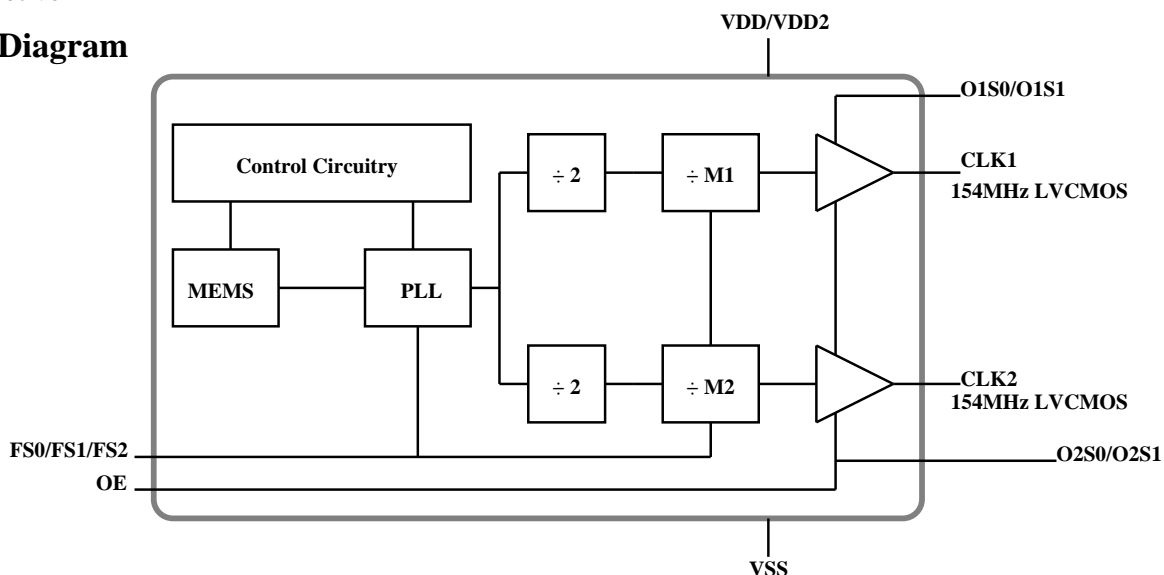 Diagram
VDD/VDD2
O1S0/O1S1
Control Circuitry
÷ 2
÷ M1
CLK1
154MHz LVCMOS
MEMS
PLL
÷ 2
÷ M2
CLK2
154MHz LVCMOS
FS0/FS1/FS2
O2S0/O2S1
OE
VSS